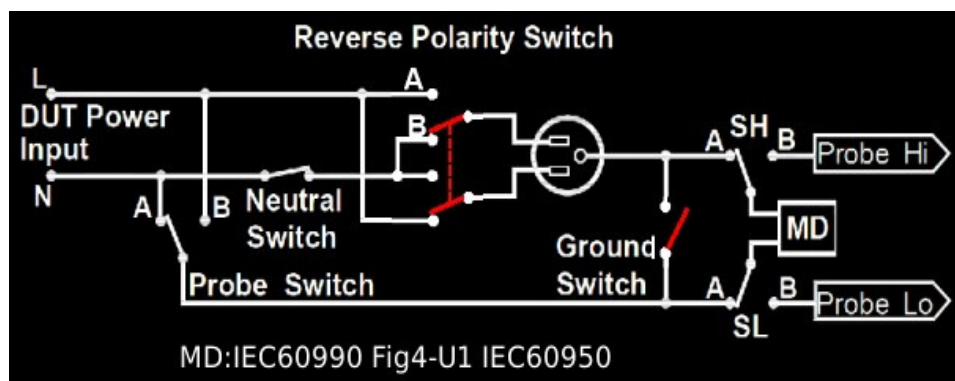 Reverse Polarity Switch
L
A
DUT Power
Input
B
A SH B Probe Hi
N
A B Neutral
Switch
MD
Ground
Switch
Probe Switch
A B Probe Lo
SL
MD:IEC60990 Fig4-U1 IEC60950